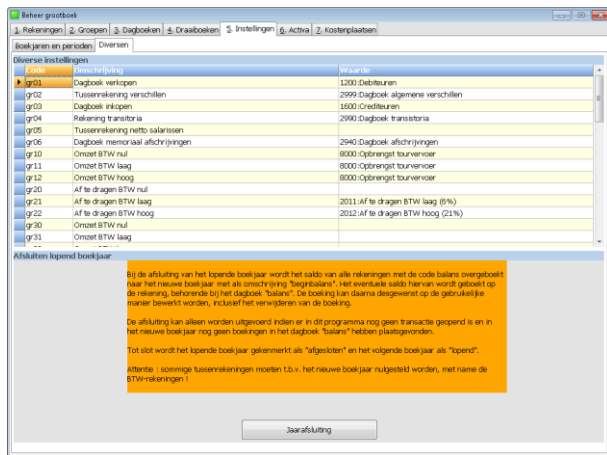 Beheer grootboek
1. Rekeningen 2. Groepen 3. Dagboeken 4. Draaiboeken 5. Instellingen 6. Activa 7. Kostenplaatsen
Boekjaren en perioden Diversen
Diverse instellingen
Code Omschrijving Waarde
gr01 Dagboek verkopen 1200:Debiteuren
gr02 Tussenrekening verschillen 2999:Dagboek algemene verschillen
gr03 Dagboek inkopen 1600:Crediteuren
gr04 Rekening transitoria 2990:Dagboek transistoria
gr05 Tussenrekening netto salarissen
gr06 Dagboek memoriaal afschrijvingen 2940:Dagboek afschrijvingen
gr10 Omzet BTW nul 8000:Opbrengst tourvervoer
gr11 Omzet BTW laag 8000:Opbrengst tourvervoer
gr12 Omzet BTW hoog 8000:Opbrengst tourvervoer
gr20 Af te dragen BTW nul
gr21 Af te dragen BTW laag 2011:Af te dragen BTW laag (6%)
gr22 Af te dragen BTW hoog 2012:Af te dragen BTW hoog (21%)
gr30 Omzet BTW nul
gr31 Omzet BTW laag
Afsluiten lopend boekjaar
Bij de afsluiting van het lopende boekjaar wordt het saldo van alle rekeningen met de code balans overgeboekt
naar het nieuwe boekjaar met als omschrijving "beginbalans". Het eventuele saldo hiervan wordt geboekt op
de rekening, behorende bij het dagboek "balans". De boeking kan daarna desgewenst op de gebruikelijke
manier bewerkt worden, inclusief het verwijderen van de boeking.
De afsluiting kan alleen worden uitgevoerd indien er in dit programma nog geen transactie geopend is en in
het nieuwe boekjaar nog geen boekingen in het dagboek "balans" hebben plaatsgevonden.
Tot slot wordt het lopende boekjaar gekenmerkt als "afgesloten" en het volgende boekjaar als "lopend".
Attentie : sommige tussenrekeningen moeten t.b.v. het nieuwe boekjaar nulgesteld worden, met name de
BTW-rekeningen !
Jaarafsluiting